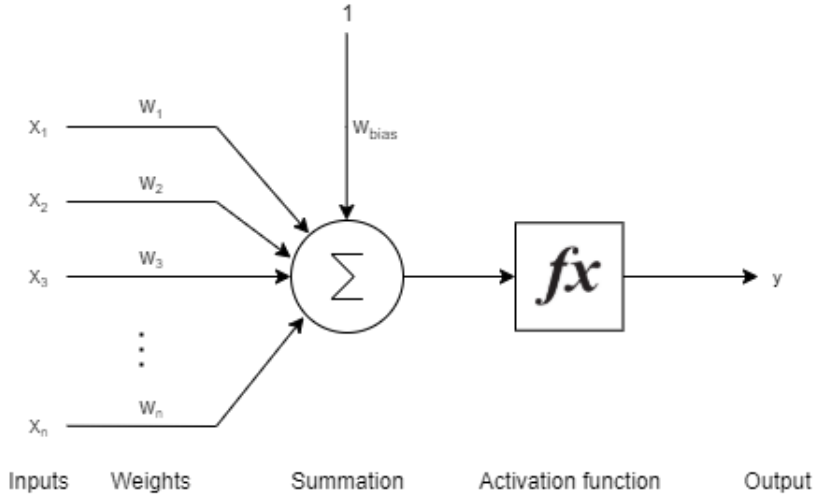 1
W1
X1
Wbias
W2
X2
W3
X3
∑
fx
y
⋮
Wn
Xn
Inputs Weights Summation Activation function Output